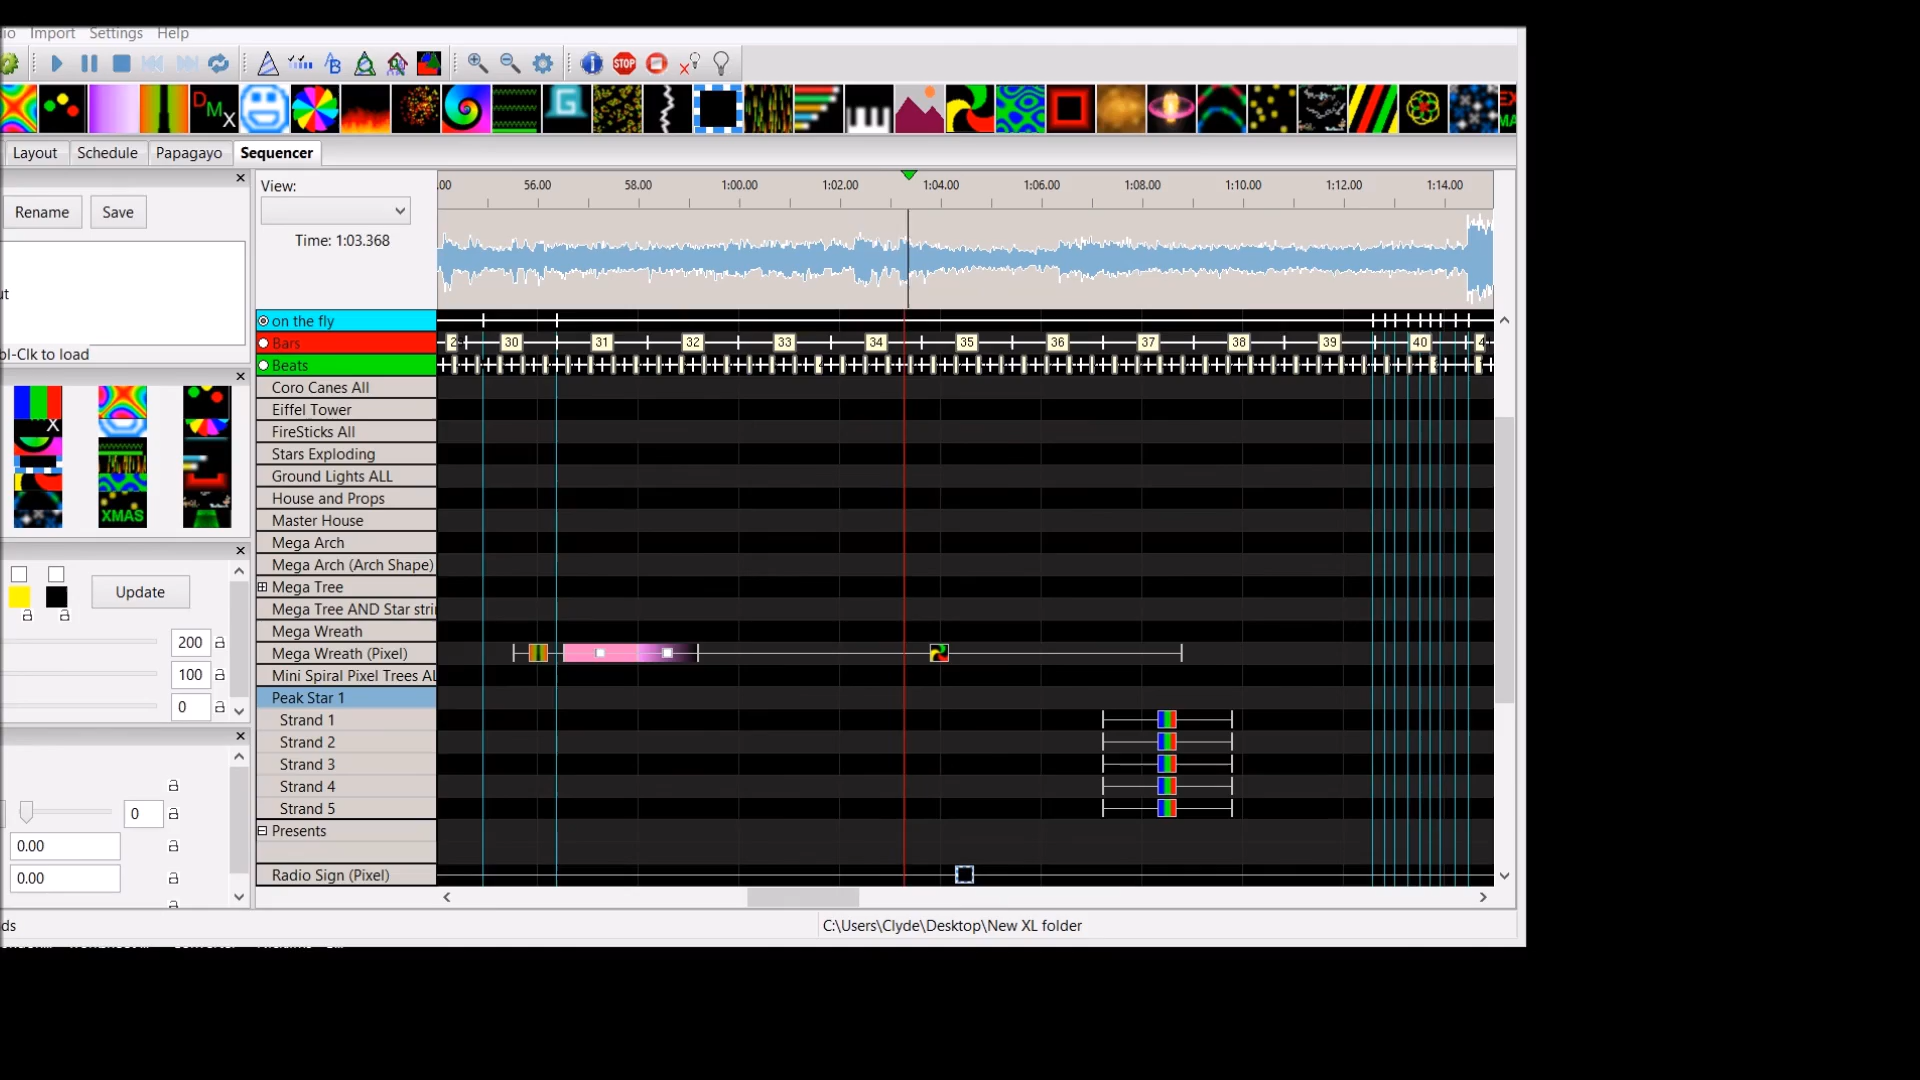 io Import Settings Help
Layout Schedule Papagayo Sequencer
Rename Save
ut
bl-Clk to load
XMAS
Update
200
100
0
0
0.00
0.00
View:
Time: 1:03.368
.00 56.00 58.00 1:00.00 1:02.00 1:04.00 1:06.00 1:08.00 1:10.00 1:12.00 1:14.00
on the fly
Bars 2 30 31 32 33 34 35 36 37 38 39 40 4
Beats
Coro Canes All
Eiffel Tower
FireSticks All
Stars Exploding
Ground Lights ALL
House and Props
Master House
Mega Arch
Mega Arch (Arch Shape)
Mega Tree
Mega Tree AND Star stri
Mega Wreath
Mega Wreath (Pixel)
Mini Spiral Pixel Trees AL
Peak Star 1
Strand 1
Strand 2
Strand 3
Strand 4
Strand 5
Presents
Radio Sign (Pixel)
ds C:\Users\Clyde\Desktop\New XL folder